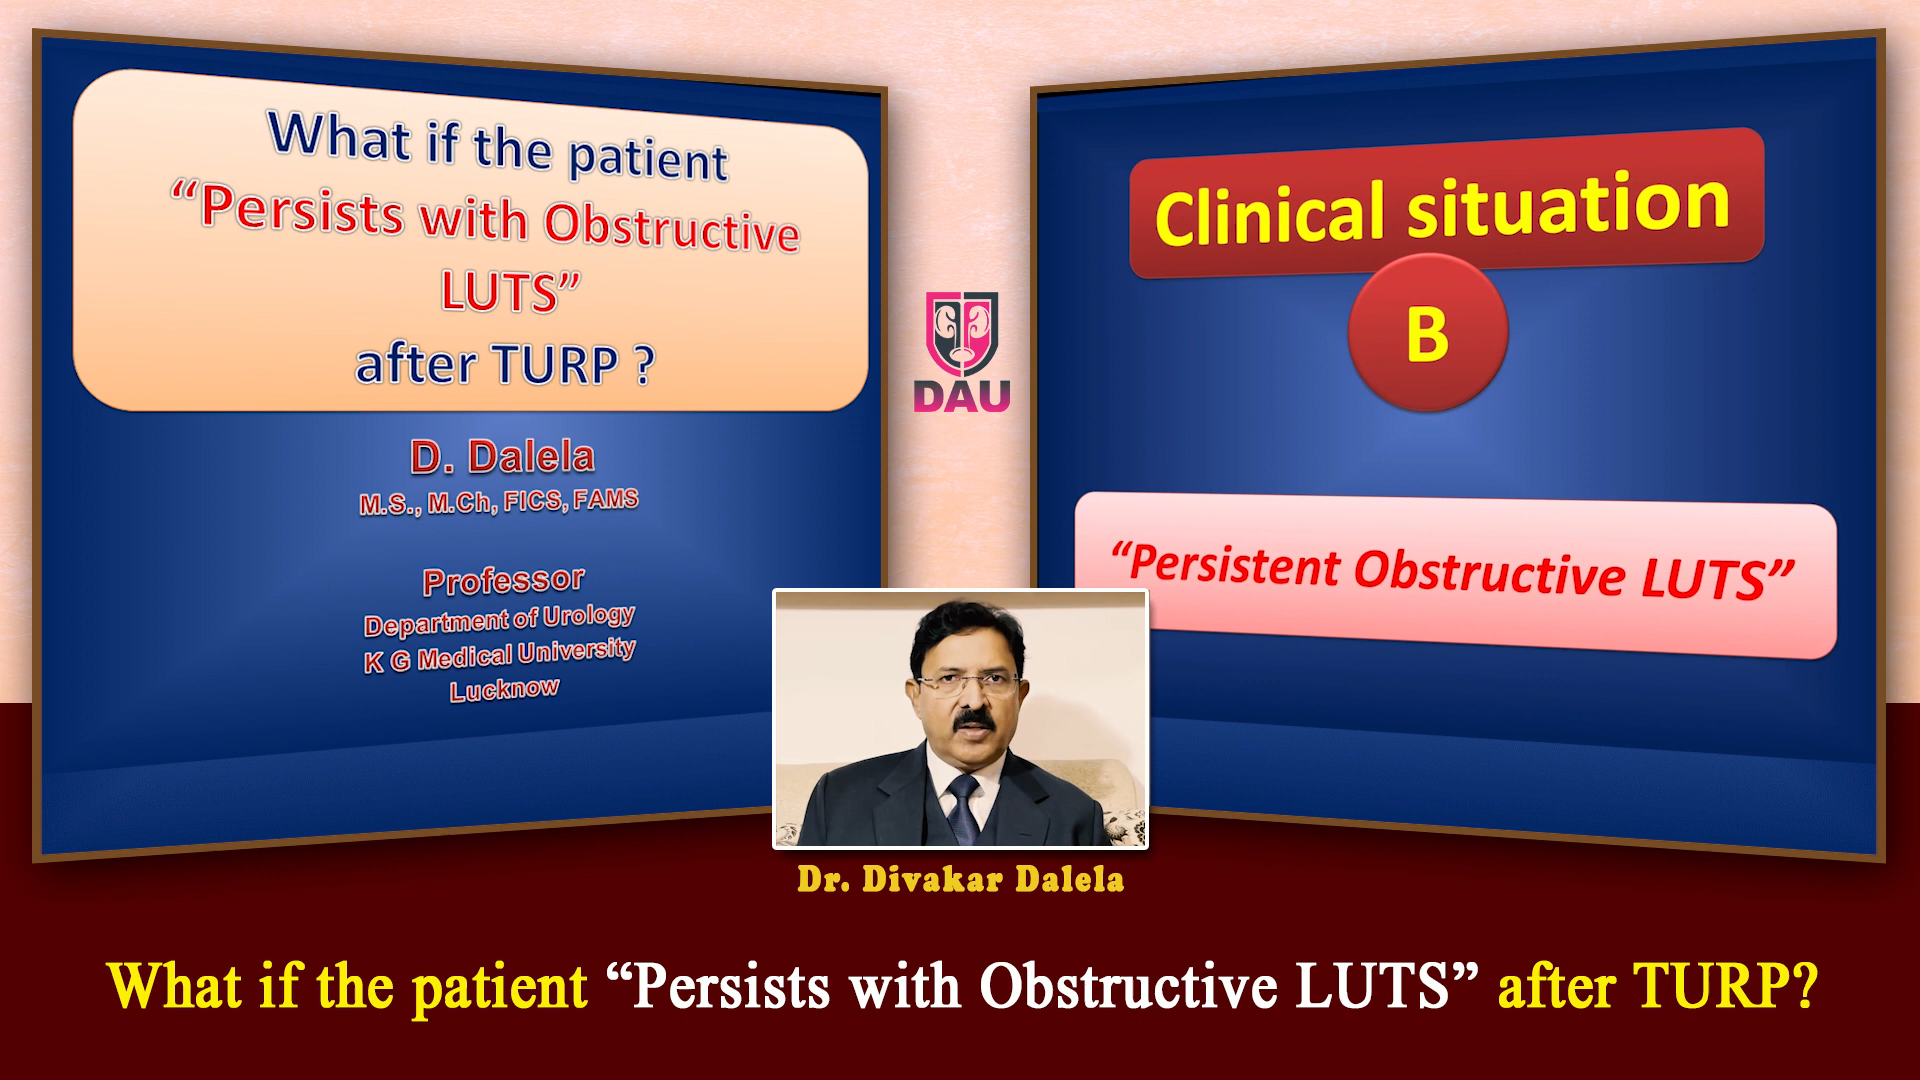 What if the patient
“Persists with Obstructive
LUTS”
after TURP ?
D. Dalela
M.S., M.Ch, FICS, FAMS
Professor
Department of Urology
K G Medical University
Lucknow
DAU
Clinical situation
B
“Persistent Obstructive LUTS”
Dr. Divakar Dalela
What if the patient “Persists with Obstructive LUTS” after TURP?